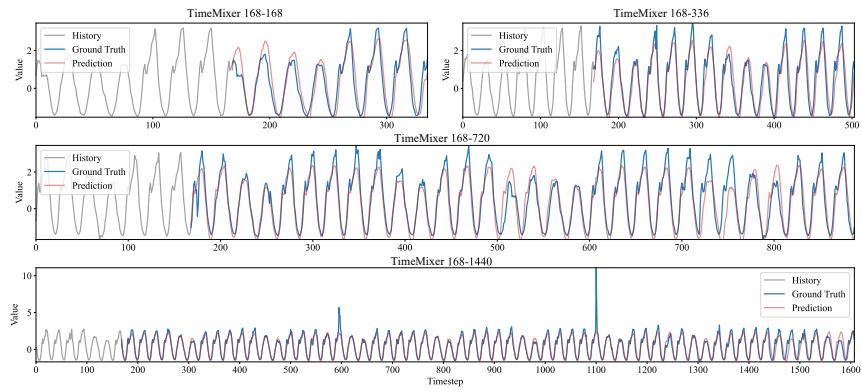 TimeMixer 168-168
History
Ground Truth
Prediction
Value
2
0
0 100 200 300
TimeMixer 168-336
History
Ground Truth
Prediction
Value
2
0
0 100 200 300 400 500
TimeMixer 168-720
History
Ground Truth
Prediction
Value
2
0
0 100 200 300 400 500 600 700 800
TimeMixer 168-1440
History
Ground Truth
Prediction
Value
10
5
0
0 100 200 300 400 500 600 700 800 900 1000 1100 1200 1300 1400 1500 1600
Timestep